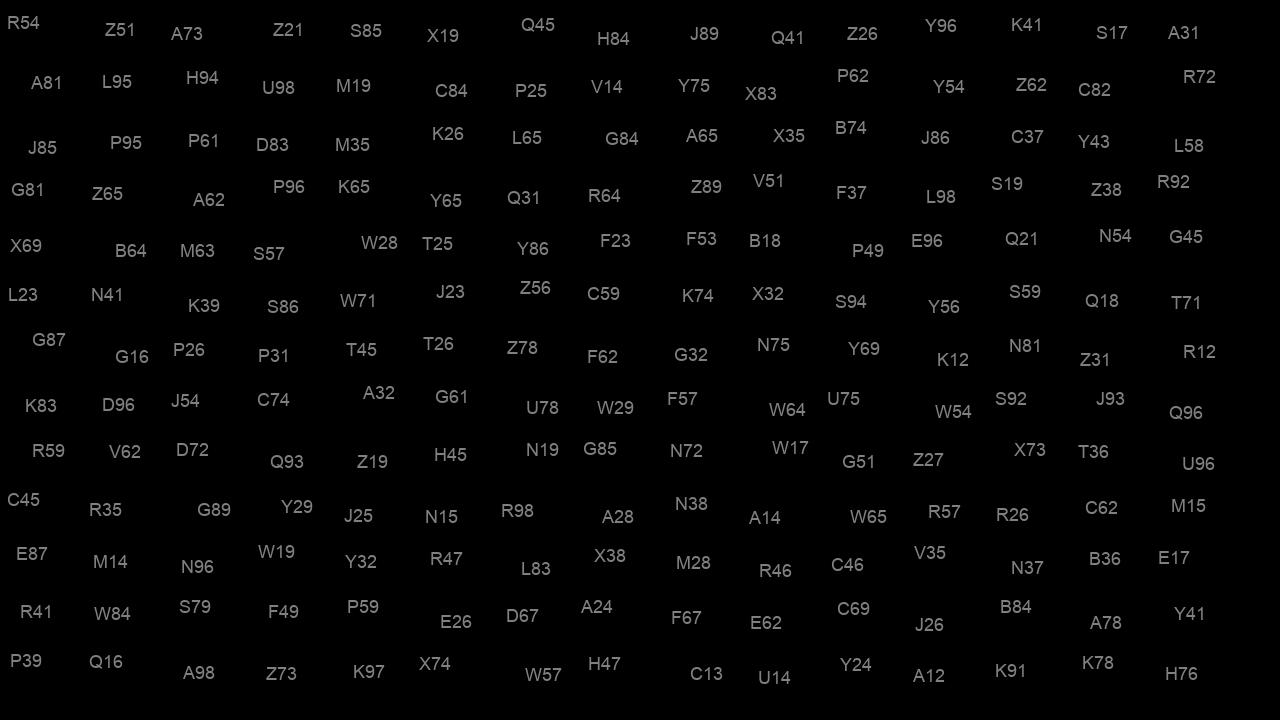 R54 Z51 A73 Z21 S85 X19 Q45 H84 J89 Q41 Z26 Y96 K41 S17 A31
A81 L95 H94 U98 M19 C84 P25 V14 Y75 X83 P62 Y54 Z62 C82 R72
J85 P95 P61 D83 M35 K26 L65 G84 A65 X35 B74 J86 C37 Y43 L58
G81 Z65 A62 P96 K65 Y65 Q31 R64 Z89 V51 F37 L98 S19 Z38 R92
X69 B64 M63 S57 W28 T25 Y86 F23 F53 B18 P49 E96 Q21 N54 G45
L23 N41 K39 S86 W71 J23 Z56 C59 K74 X32 S94 Y56 S59 Q18 T71
G87 G16 P26 P31 T45 T26 Z78 F62 G32 N75 Y69 K12 N81 Z31 R12
K83 D96 J54 C74 A32 G61 U78 W29 F57 W64 U75 W54 S92 J93 Q96
R59 V62 D72 Q93 Z19 H45 N19 G85 N72 W17 G51 Z27 X73 T36 U96
C45 R35 G89 Y29 J25 N15 R98 A28 N38 A14 W65 R57 R26 C62 M15
E87 M14 N96 W19 Y32 R47 L83 X38 M28 R46 C46 V35 N37 B36 E17
R41 W84 S79 F49 P59 E26 D67 A24 F67 E62 C69 J26 B84 A78 Y41
P39 Q16 A98 Z73 K97 X74 W57 H47 C13 U14 Y24 A12 K91 K78 H76